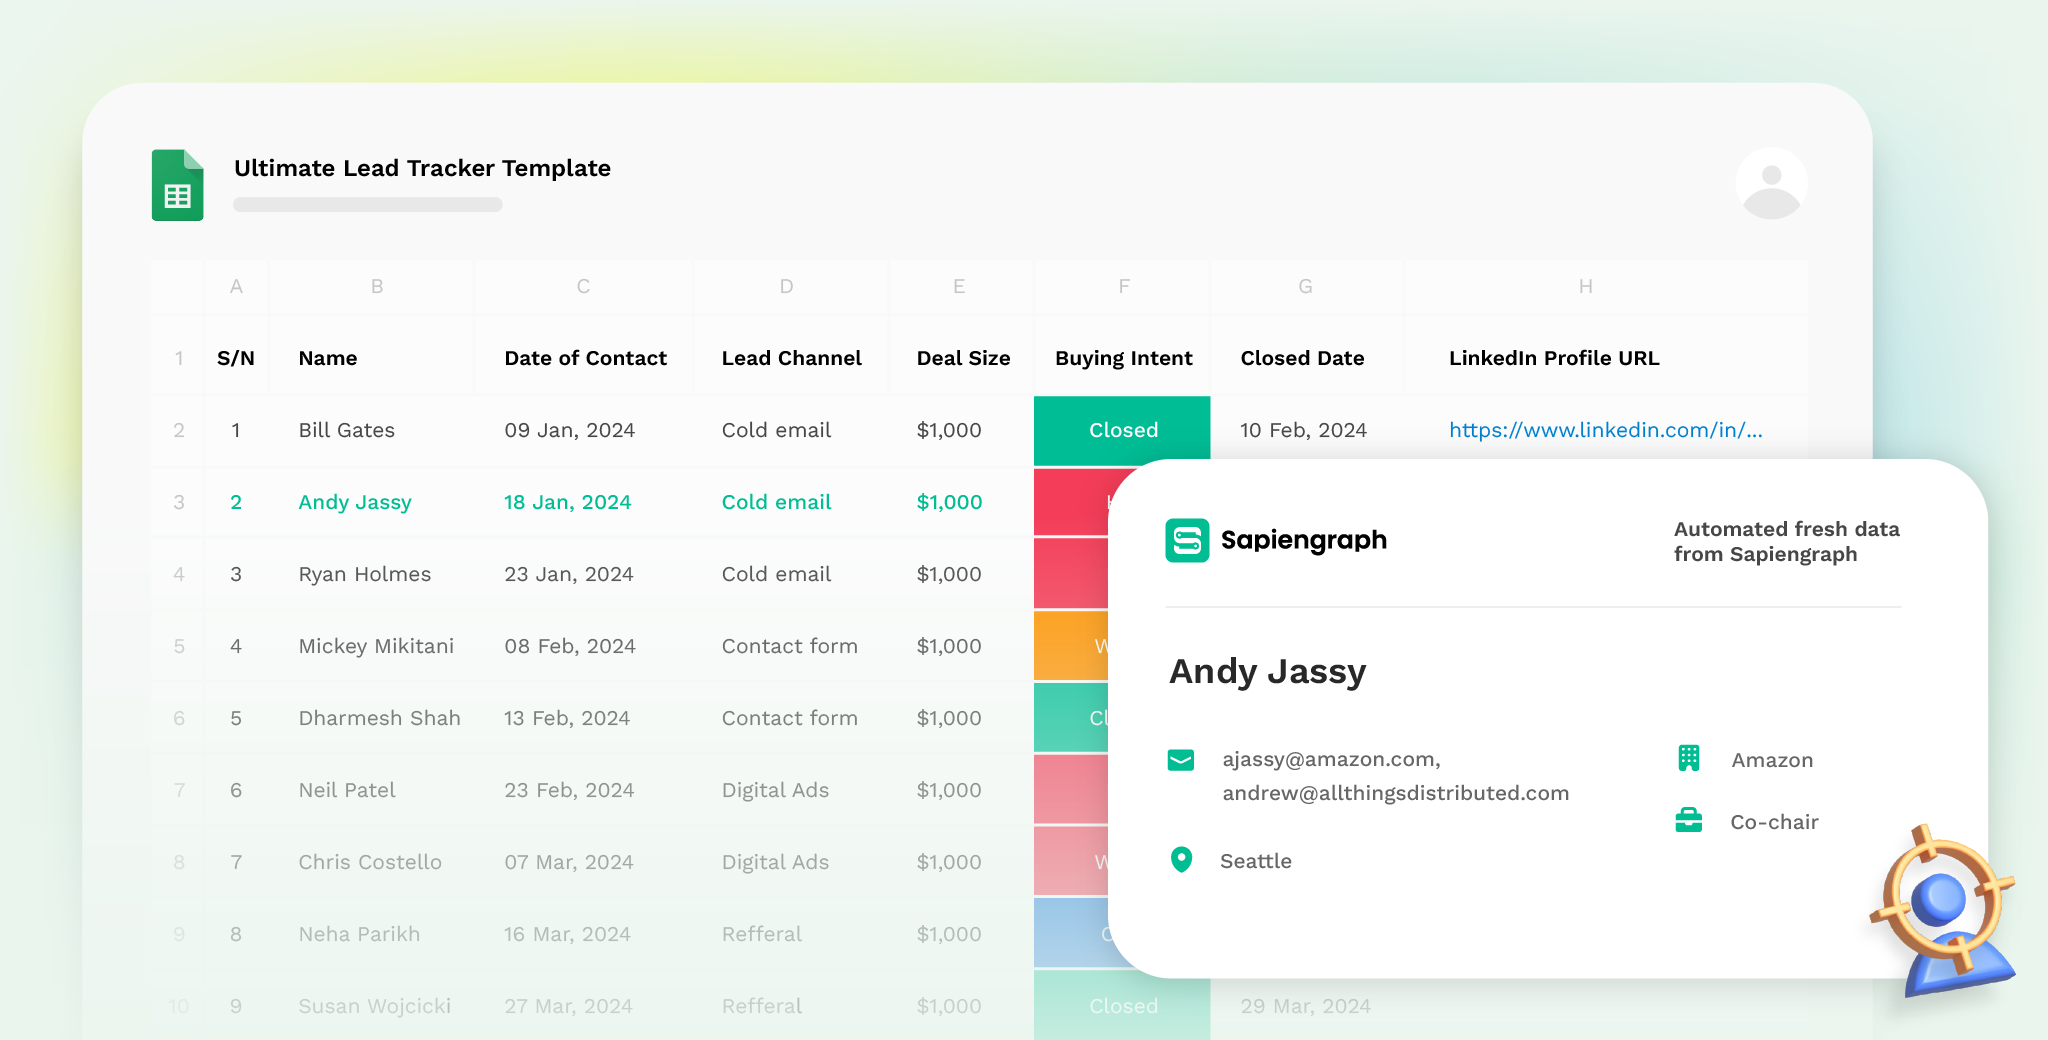 Ultimate Lead Tracker Template
A B C D E F G H
1 S/N Name Date of Contact Lead Channel Deal Size Buying Intent Closed Date LinkedIn Profile URL
2 1 Bill Gates 09 Jan, 2024 Cold email $1,000 Closed 10 Feb, 2024 https://www.linkedin.com/in/...
3 2 Andy Jassy 18 Jan, 2024 Cold email $1,000
4 3 Ryan Holmes 23 Jan, 2024 Cold email $1,000
5 4 Mickey Mikitani 08 Feb, 2024 Contact form $1,000
6 5 Dharmesh Shah 13 Feb, 2024 Contact form $1,000
7 6 Neil Patel 23 Feb, 2024 Digital Ads $1,000
8 7 Chris Costello 07 Mar, 2024 Digital Ads $1,000
9 8 Neha Parikh 16 Mar, 2024 Refferal $1,000
10 9 Susan Wojcicki 27 Mar, 2024 Refferal $1,000 Closed 29 Mar, 2024
Sapiengraph
Automated fresh data
from Sapiengraph
Andy Jassy
ajassy@amazon.com,
andrew@allthingsdistributed.com
Seattle
Amazon
Co-chair